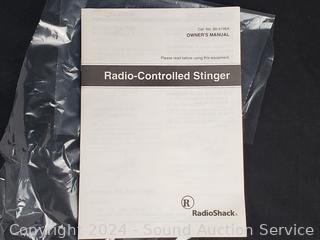 Cat. No. 60-4196A
OWNER'S MANUAL
Please read before using this equipment.
Radio-Controlled Stinger
R
RadioShack®
Copyright 2024 - Sound Auction Service